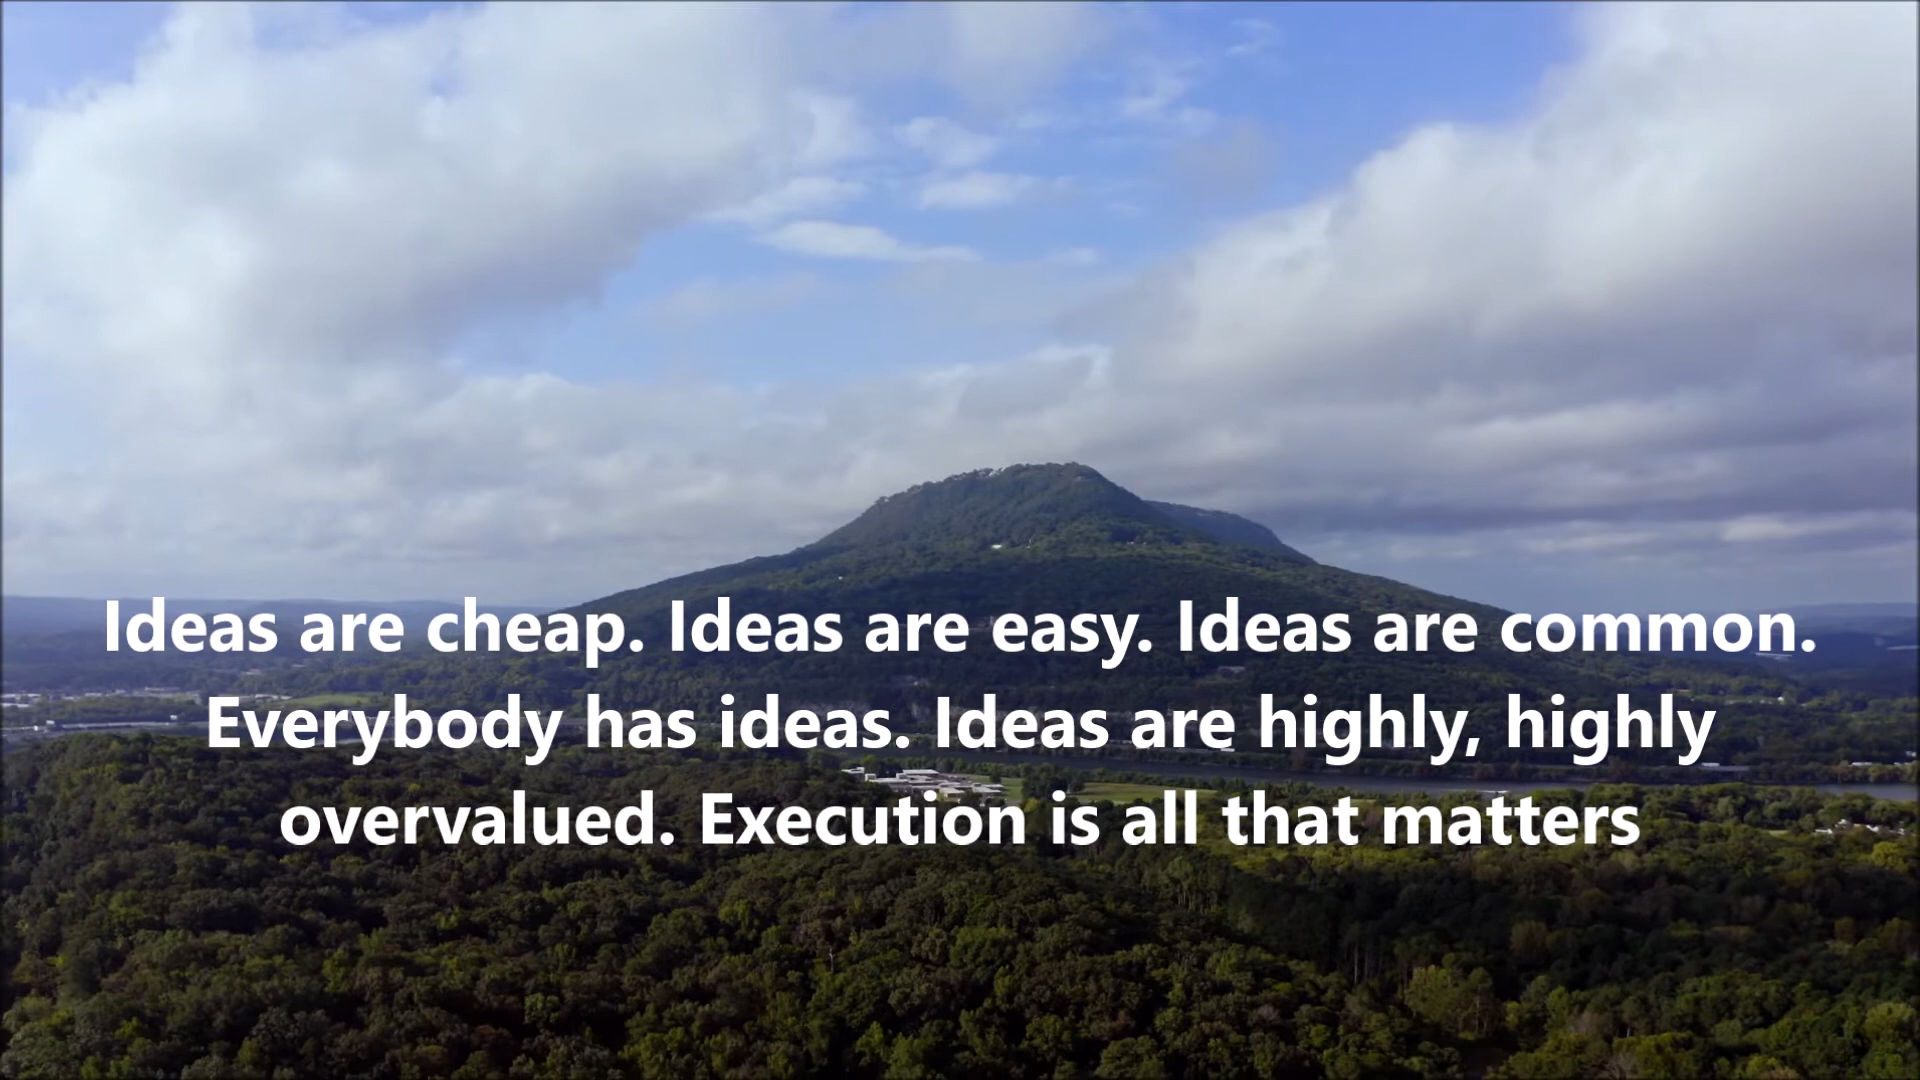 Ideas are cheap. Ideas are easy. Ideas are common.
Everybody has ideas. Ideas are highly, highly
overvalued. Execution is all that matters